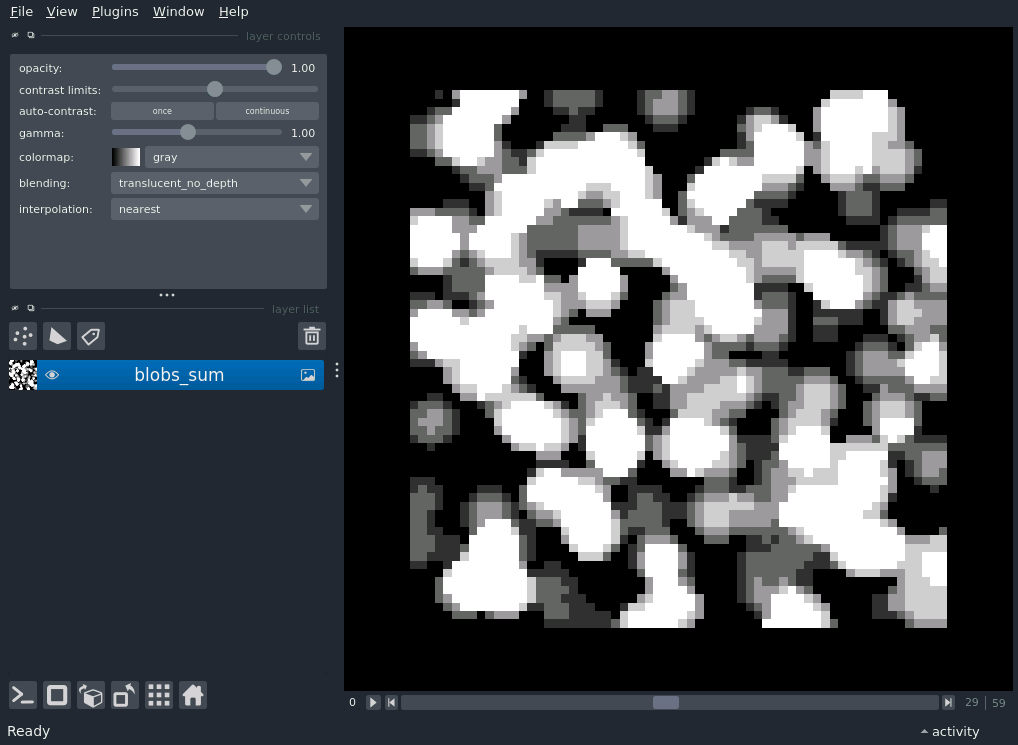 File View Plugins Window Help
layer controls
opacity: 1.00
contrast limits:
auto-contrast: once continuous
gamma: 1.00
colormap: gray
blending: translucent_no_depth
interpolation: nearest
layer list
blobs_sum
0 29 59
Ready activity